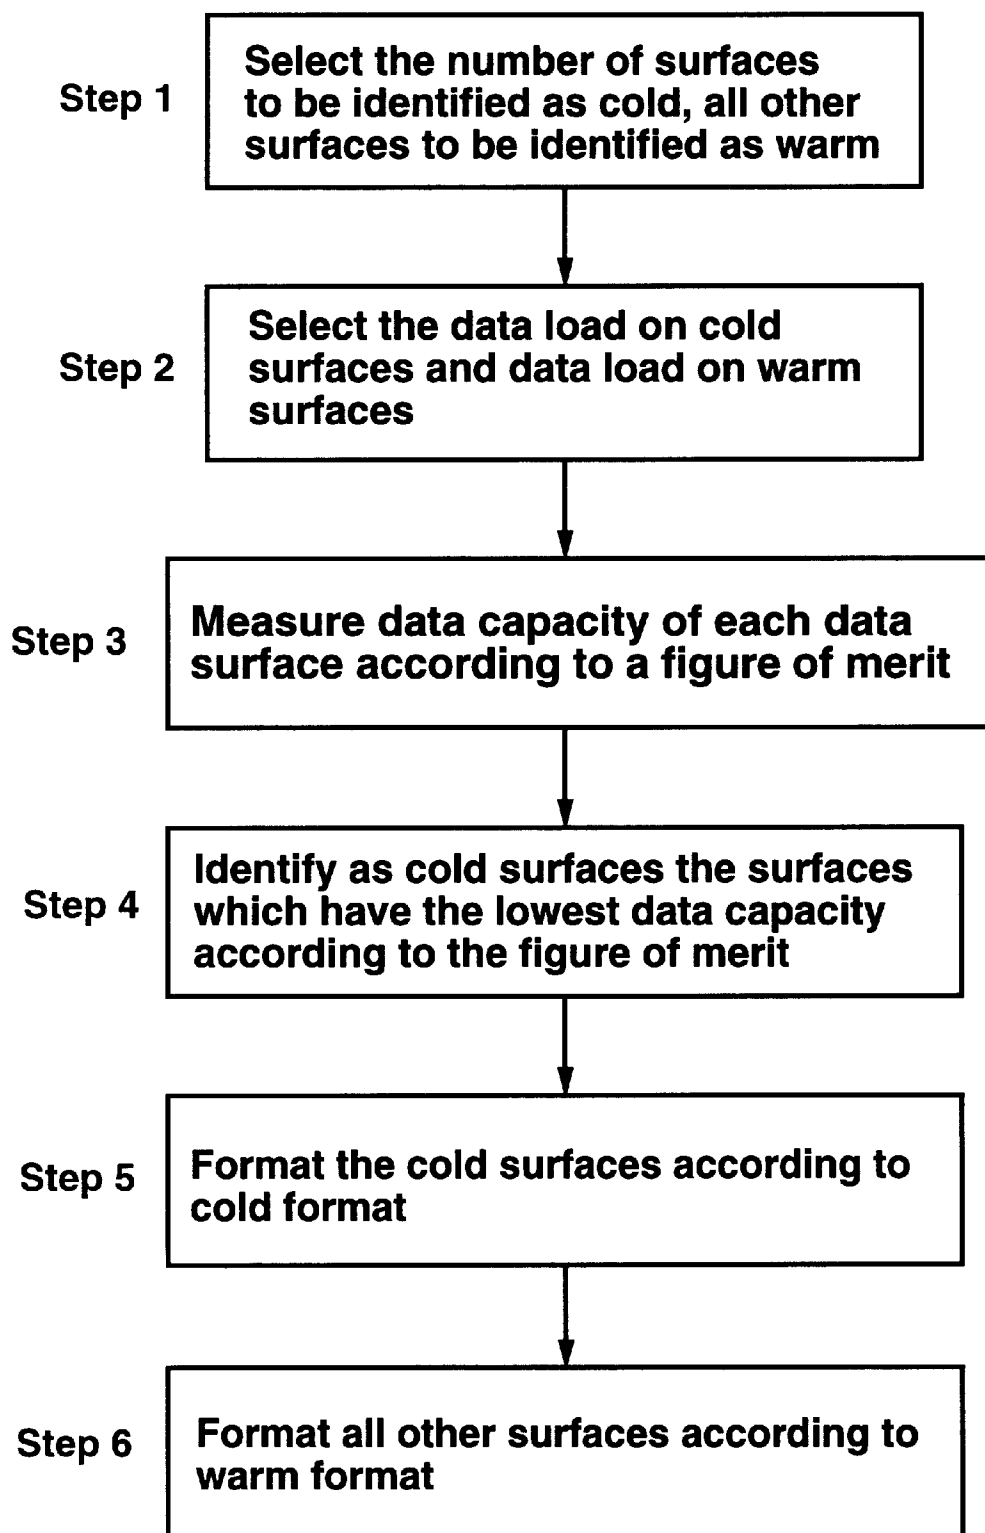 Step 1
Select the number of surfaces
to be identified as cold, all other
surfaces to be identified as warm
Step 2
Select the data load on cold
surfaces and data load on warm
surfaces
Step 3
Measure data capacity of each data
surface according to a figure of merit
Step 4
Identify as cold surfaces the surfaces
which have the lowest data capacity
according to the figure of merit
Step 5
Format the cold surfaces according to
cold format
Step 6
Format all other surfaces according to
warm format